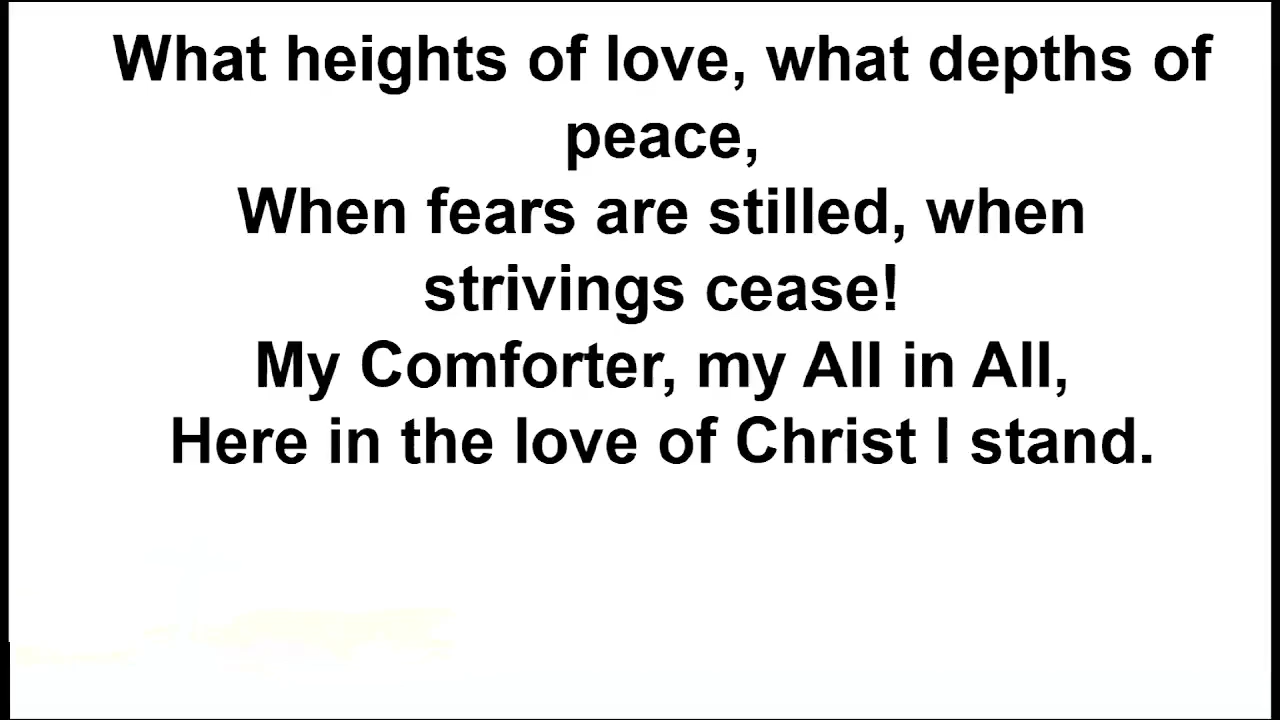 What heights of love, what depths of
peace,
When fears are stilled, when
strivings cease!
My Comforter, my All in All,
Here in the love of Christ I stand.